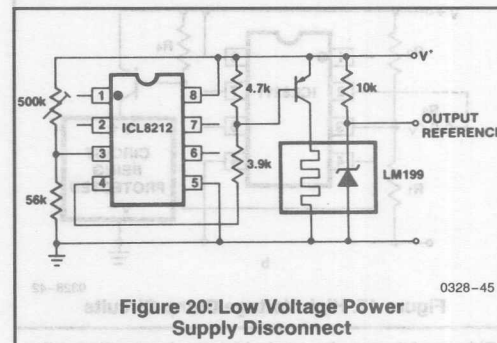 V+
500k
1
8
4.7k
10k
2
ICL8212
7
OUTPUT
REFERENCE
3
6
3.9k
LM199
56k
4
5
0328-45
Figure 20: Low Voltage Power
Supply Disconnect